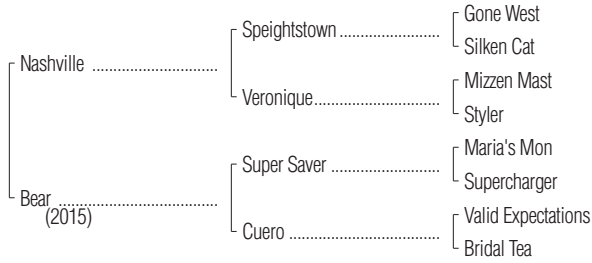 Gone West
Speightstown
Silken Cat
Nashville
Mizzen Mast
Veronique
Styler
Maria's Mon
Super Saver
Supercharger
Bear
(2015)
Valid Expectations
Cuero
Bridal Tea